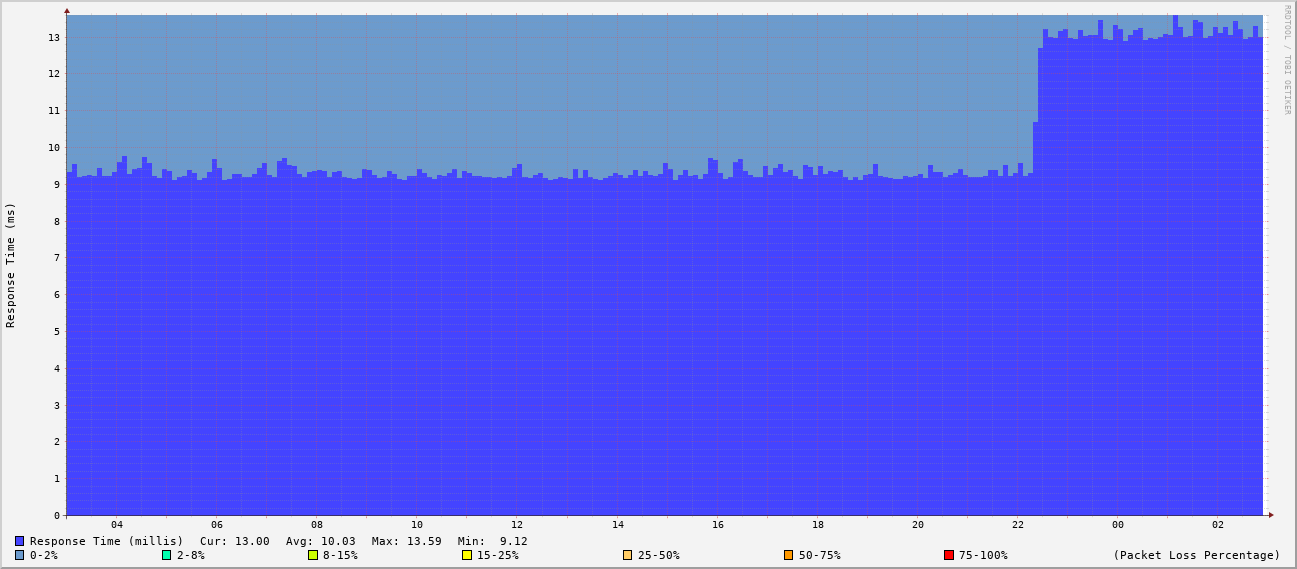 RRDTOOL / TOBI OETIKER
Response Time (ms)
13
12
11
10
9
8
7
6
5
4
3
2
1
0
04 06 08 10 12 14 16 18 20 22 00 02
Response Time (millis) Cur: 13.00 Avg: 10.03 Max: 13.59 Min: 9.12
0-2% 2-8% 8-15% 15-25% 25-50% 50-75% 75-100% (Packet Loss Percentage)